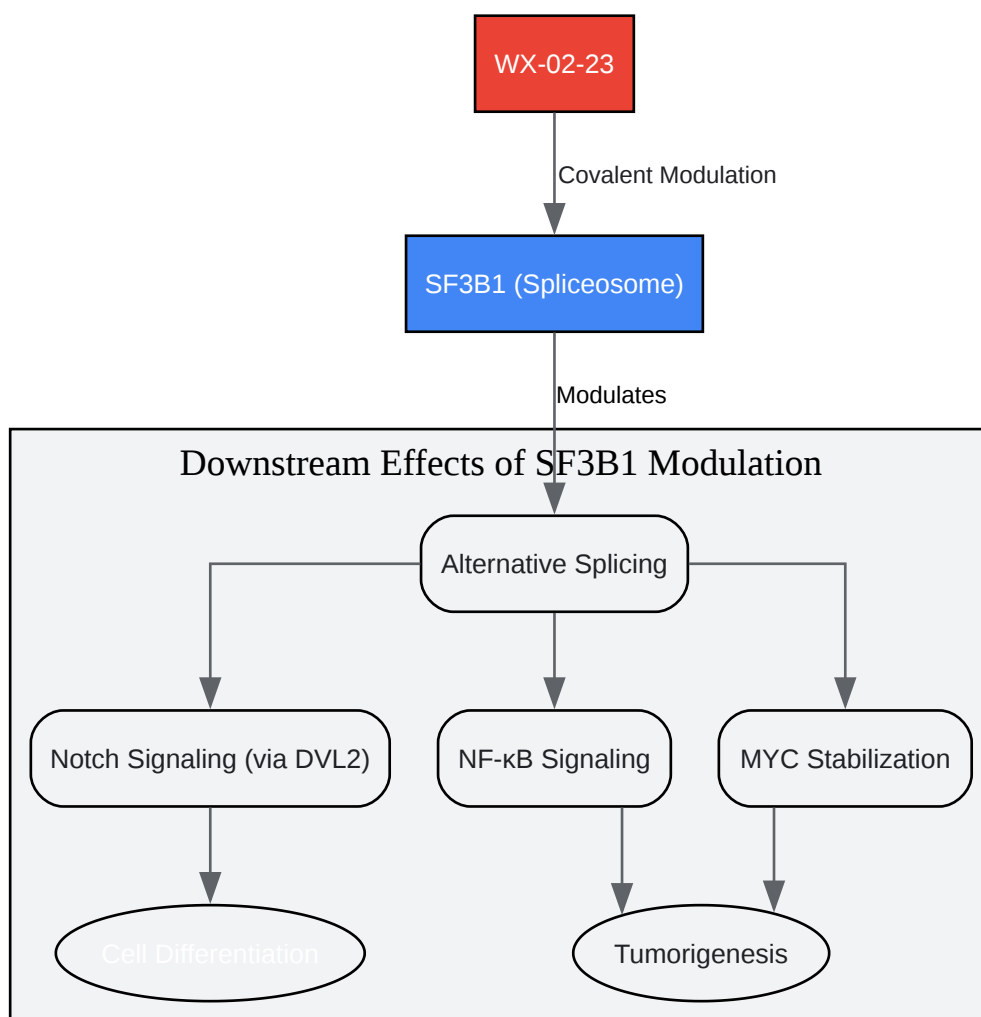 WX-02-23
Covalent Modulation
SF3B1 (Spliceosome)
Modulates
Downstream Effects of SF3B1 Modulation
Alternative Splicing
Notch Signaling (via DVL2)
NF-κB Signaling
MYC Stabilization
Cell Differentiation
Tumorigenesis